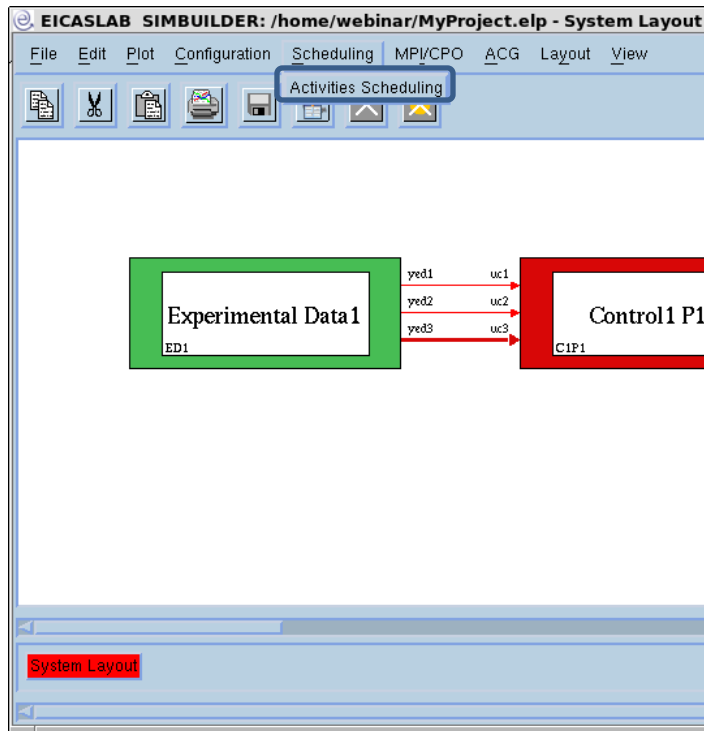 EICASLAB SIMBUILDER: /home/webinar/MyProject.elp - System Layout
File Edit Plot Configuration Scheduling MPI/CPO ACG Layout View
Activities Scheduling
yed1 uc1
yed2 uc2
Experimental Data1 Control1 P1
yed3 uc3
ED1 C1P1
System Layout